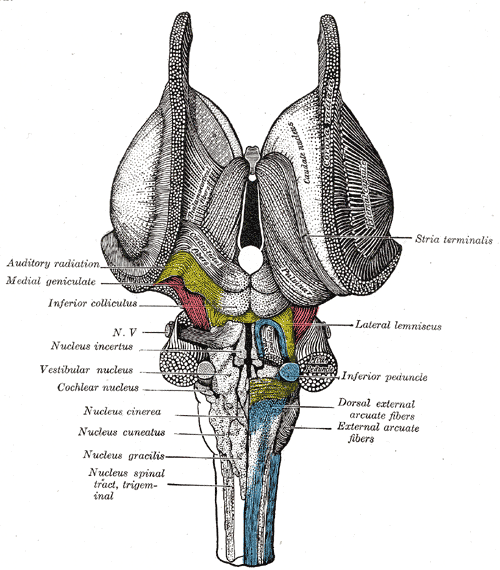 Caudate nucleus
Stria terminalis
Auditory radiation
Medial geniculate
Inferior colliculus
Lateral lemniscus
N. V
Nucleus incertus
Vestibular nucleus
Inferior peduncle
Cochlear nucleus
Dorsal external
arcuate fibers
Nucleus cinerea
External arcuate
fibers
Nucleus cuneatus
Nucleus gracilis
Nucleus spinal
tract, trigem-
inal
Pulvinar